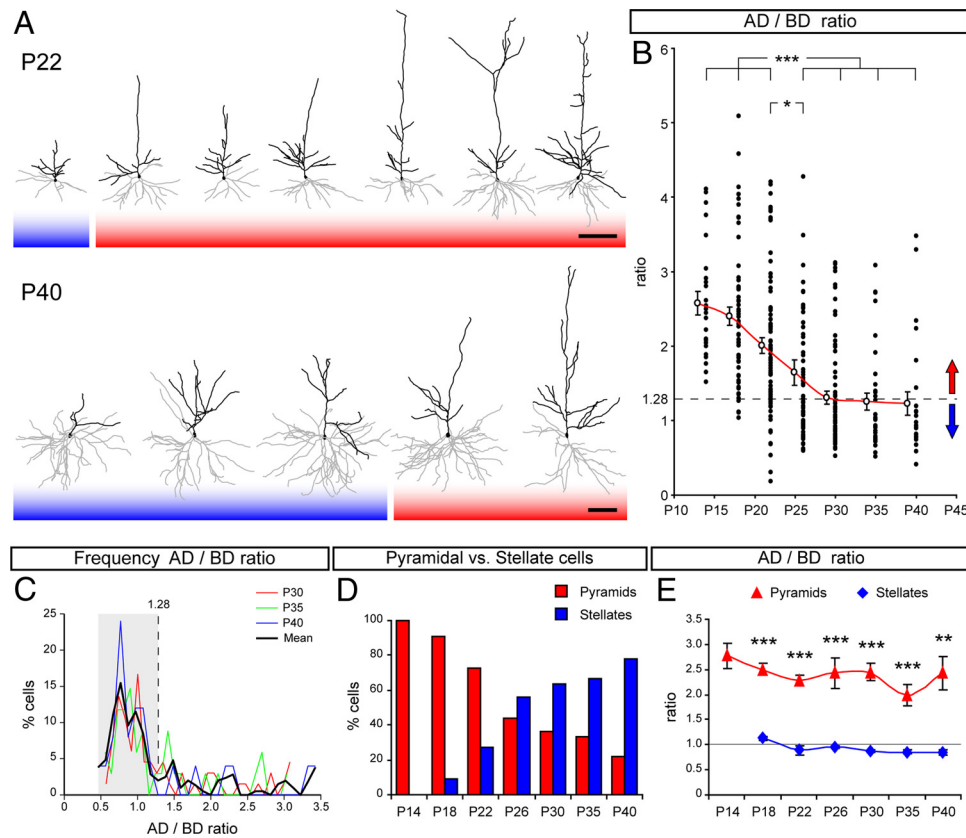 A
P22
P40
AD / BD ratio
B
6
5
4
3
2
1.28
1
0
ratio
***
*
P10 P15 P20 P25 P30 P35 P40 P45
Frequency AD / BD ratio
C
1.28
P30
P35
P40
Mean
25
20
15
10
5
0
% cells
0 0.5 1.0 1.5 2.0 2.5 3.0 3.5
AD / BD ratio
Pyramidal vs. Stellate cells
D
Pyramids
Stellates
100
80
60
40
20
0
% cells
P14 P18 P22 P26 P30 P35 P40
AD / BD ratio
E
Pyramids Stellates
3.5
3.0
2.5
2.0
1.5
1.0
0
ratio
*** *** *** *** *** **
P14 P18 P22 P26 P30 P35 P40